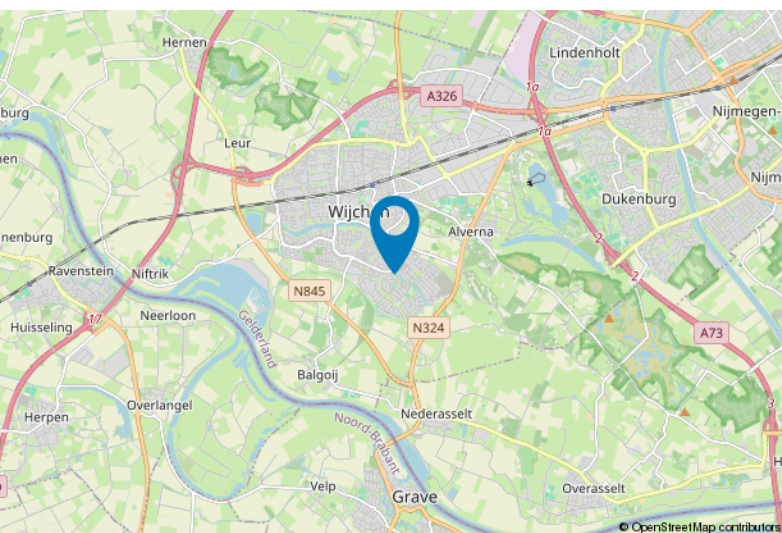 Hernen
Lindenholt
1a
A326
burg
Nijmegen-
1a
Leur
en
Nijm
Dukenburg
Wijchen
Alverna
nenburg
2
Ravenstein
Niftrik
2
N845
Neerloon
17
Huisseling
Gelderland
N324
A73
Balgoij
3
Overlangel
Nederasselt
Herpen
Noord-Brabant
H
Velp
Overasselt
Grave
© OpenStreetMap contributors